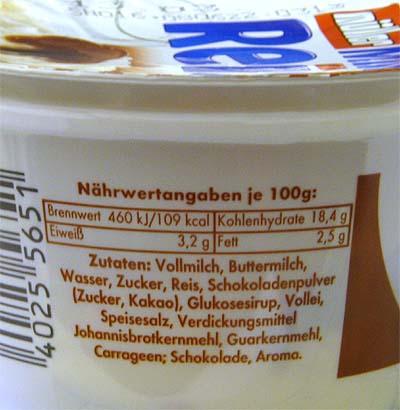 Re
Nährwertangaben je 100g:
Brennwert 460 kJ/109 kcal Kohlenhydrate 18,4 g
Eiweiß 3,2 g Fett 2,5 g
Zutaten: Vollmilch, Buttermilch,
Wasser, Zucker, Reis, Schokoladenpulver
(Zucker, Kakao), Glukosesirup, Vollei,
Speisesalz, Verdickungsmittel
Johannisbrotkernmehl, Guarkernmehl,
Carrageen; Schokolade, Aroma.
4025 5651